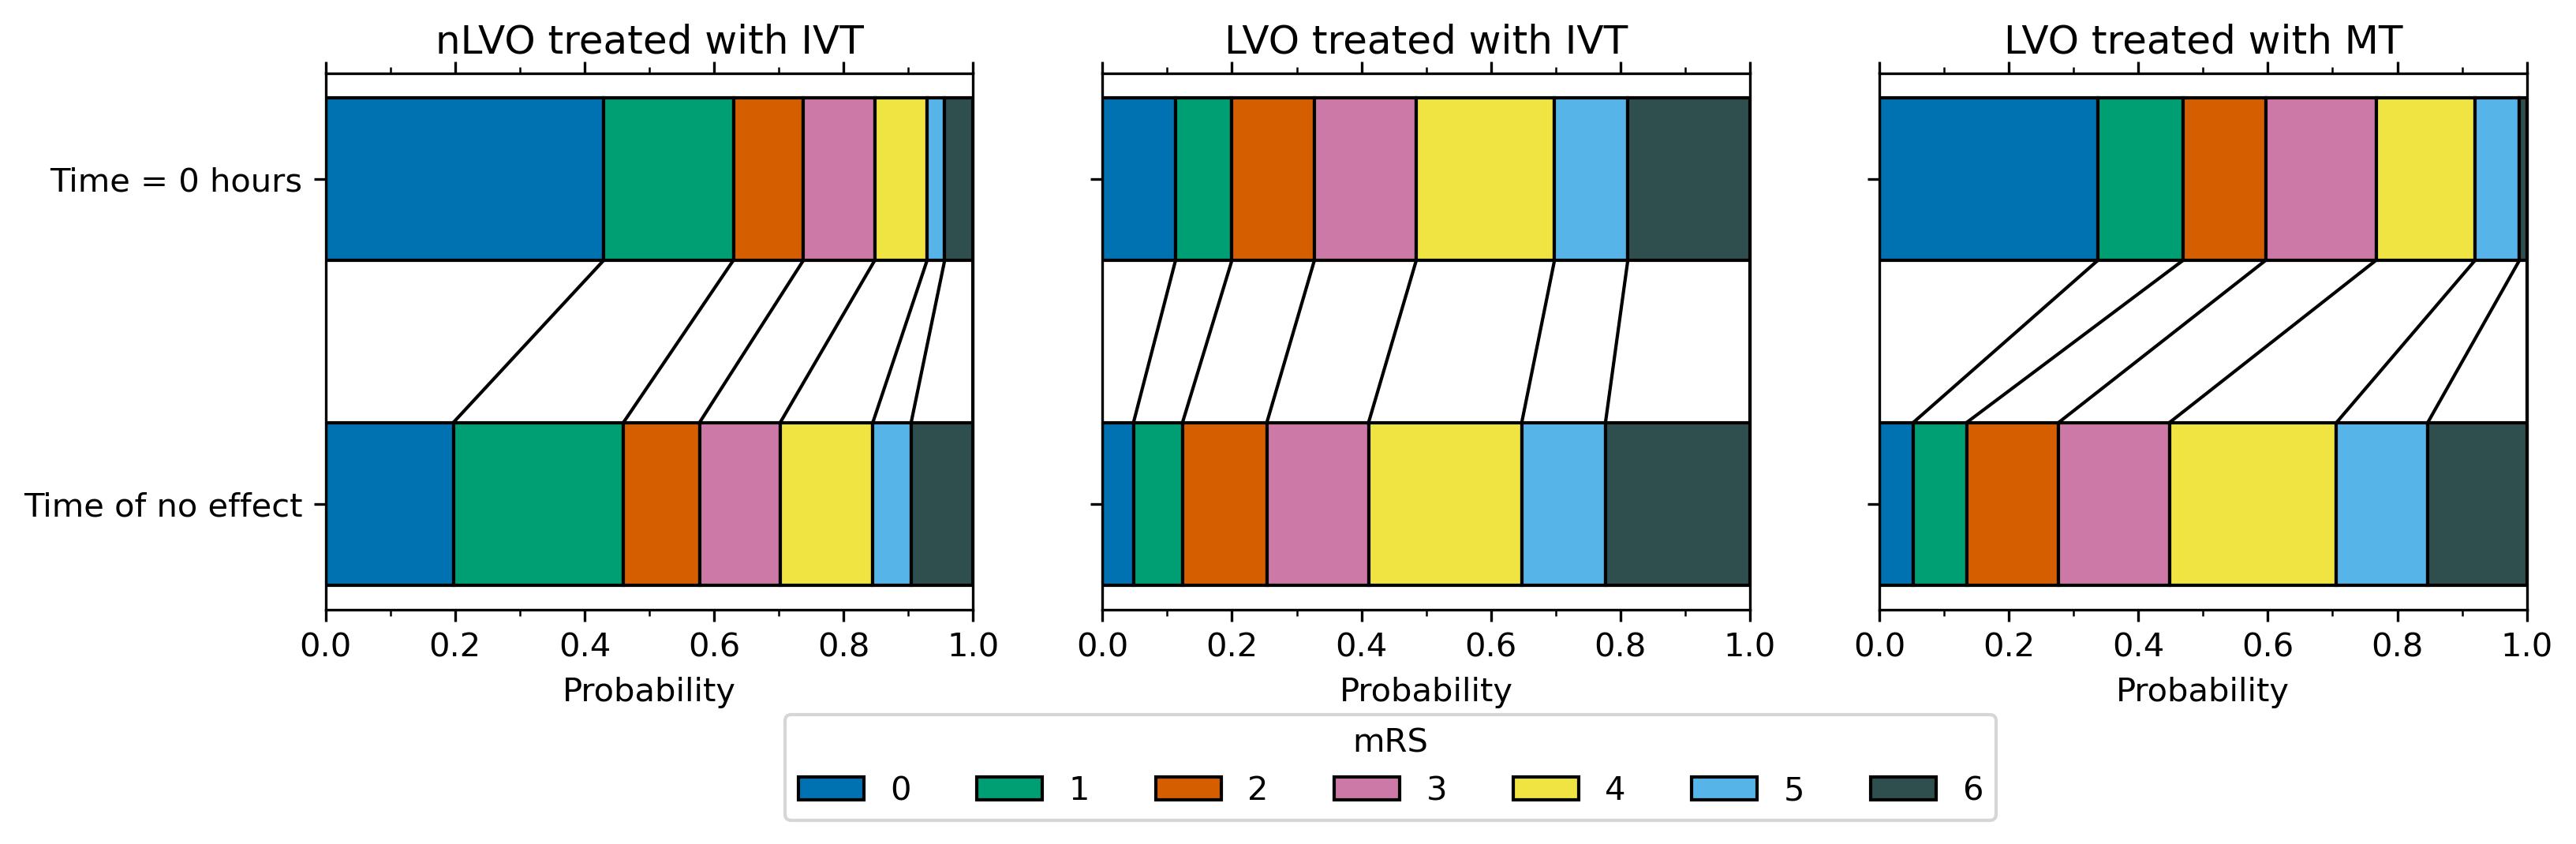 nLVO treated with IVT
LVO treated with IVT
LVO treated with MT
Time = 0 hours
Time of no effect
0.0 0.2 0.4 0.6 0.8 1.0
0.0 0.2 0.4 0.6 0.8 1.0
0.0 0.2 0.4 0.6 0.8 1.0
Probability
Probability
Probability
mRS
0 1 2 3 4 5 6